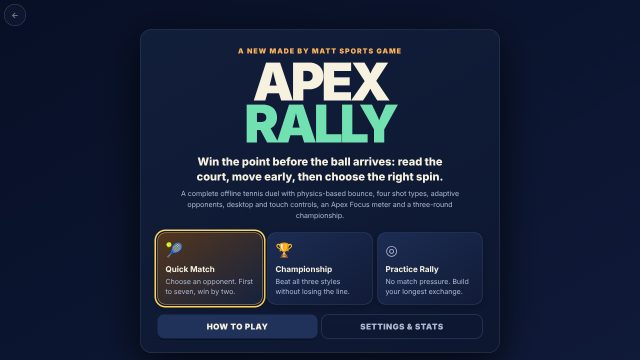 ←
A NEW MADE BY MATT SPORTS GAME
APEX
RALLY
Win the point before the ball arrives: read the
court, move early, then choose the right spin.
A complete offline tennis duel with physics-based bounce, four shot types, adaptive
opponents, desktop and touch controls, an Apex Focus meter and a three-round
championship.
Quick Match
Choose an opponent. First
to seven, win by two.
Championship
Beat all three styles
without losing the line.
Practice Rally
No match pressure. Build
your longest exchange.
HOW TO PLAY
SETTINGS & STATS